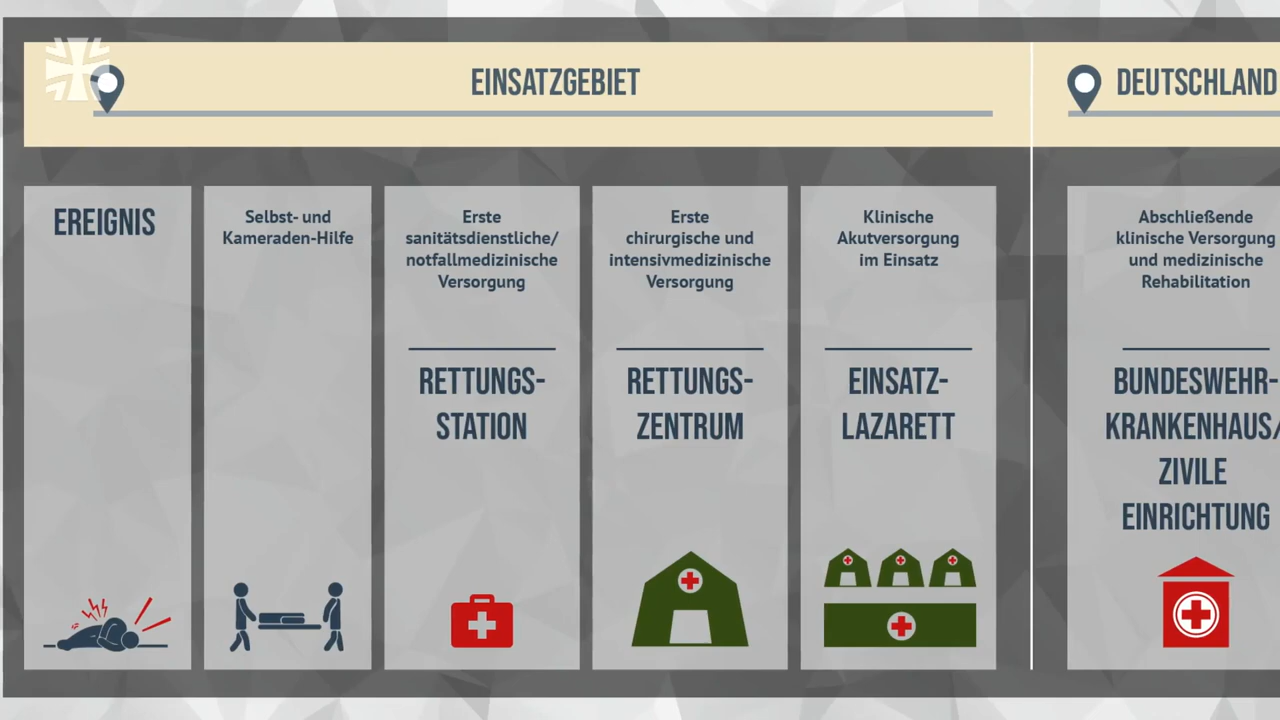 EINSATZGEBIET
DEUTSCHLAND
EREIGNIS
Selbst- und
Kameraden-Hilfe
Erste
sanitätsdienstliche/
notfallmedizinische
Versorgung
RETTUNGS-
STATION
Erste
chirurgische und
intensivmedizinische
Versorgung
RETTUNGS-
ZENTRUM
Klinische
Akutversorgung
im Einsatz
EINSATZ-
LAZARETT
Abschließende
klinische Versorgung
und medizinische
Rehabilitation
BUNDESWEHR-
KRANKENHAUS/
ZIVILE
EINRICHTUNG